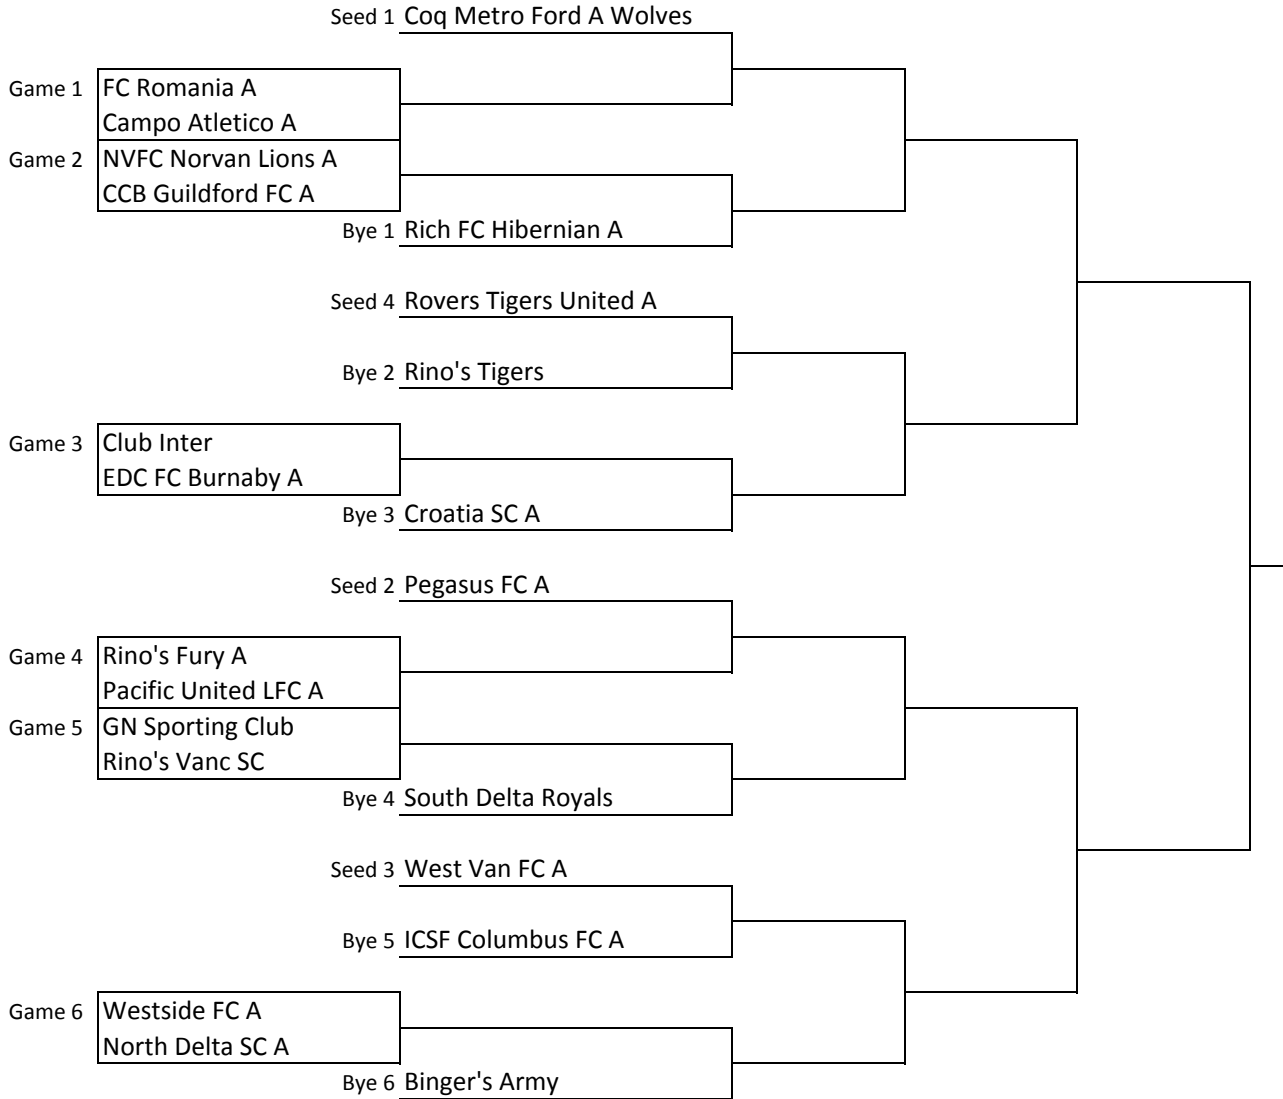 Seed 1 Coq Metro Ford A Wolves
Game 1 FC Romania A
Campo Atletico A
Game 2 NVFC Norvan Lions A
CCB Guildford FC A
Bye 1 Rich FC Hibernian A
Seed 4 Rovers Tigers United A
Bye 2 Rino's Tigers
Game 3 Club Inter
EDC FC Burnaby A
Bye 3 Croatia SC A
Seed 2 Pegasus FC A
Game 4 Rino's Fury A
Pacific United LFC A
Game 5 GN Sporting Club
Rino's Vanc SC
Bye 4 South Delta Royals
Seed 3 West Van FC A
Bye 5 ICSF Columbus FC A
Game 6 Westside FC A
North Delta SC A
Bye 6 Binger's Army